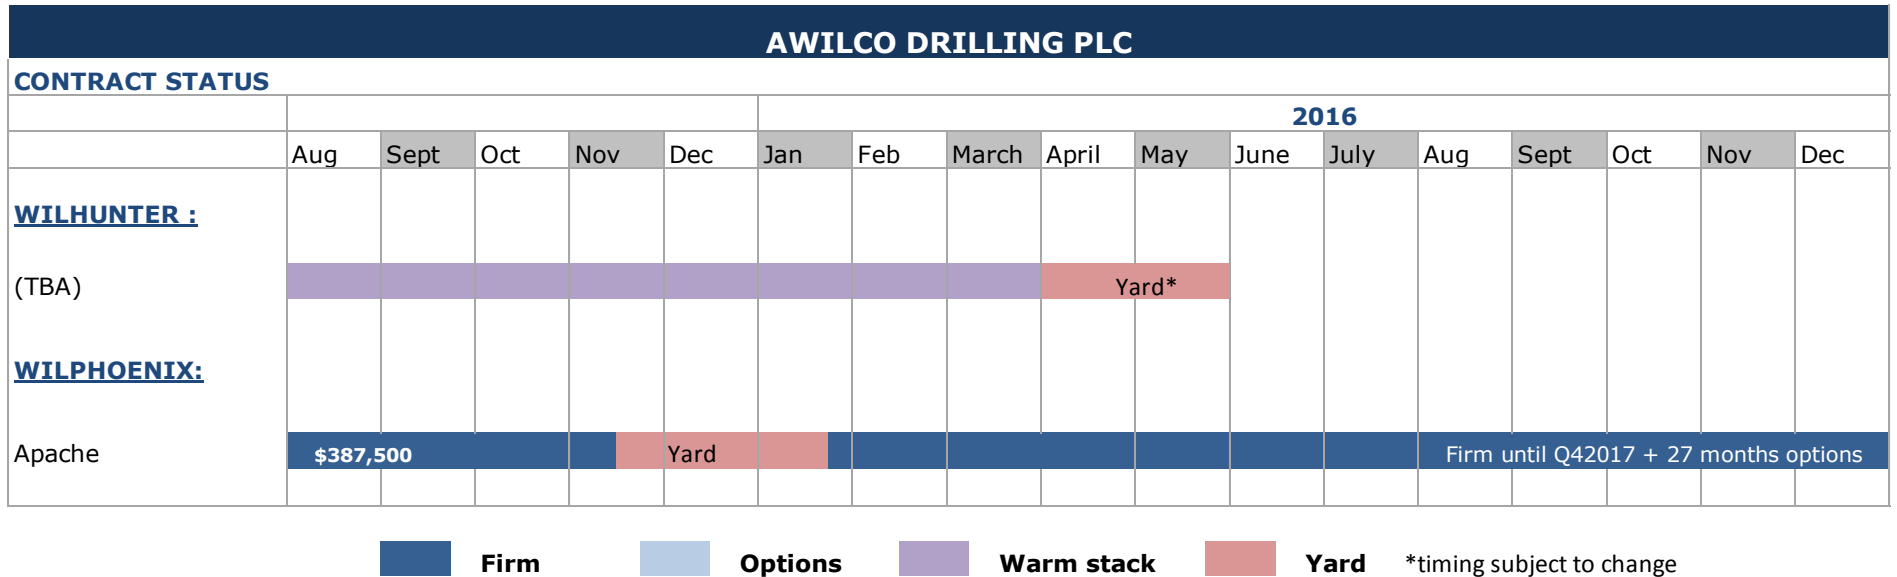 AWILCO DRILLING PLC
CONTRACT STATUS
2016
Aug Sept Oct Nov Dec Jan Feb March April May June July Aug Sept Oct Nov Dec
WILHUNTER :
(TBA) Yard*
WILPHOENIX:
Apache $387,500 Yard Firm until Q42017 + 27 months options
Firm Options Warm stack Yard *timing subject to change